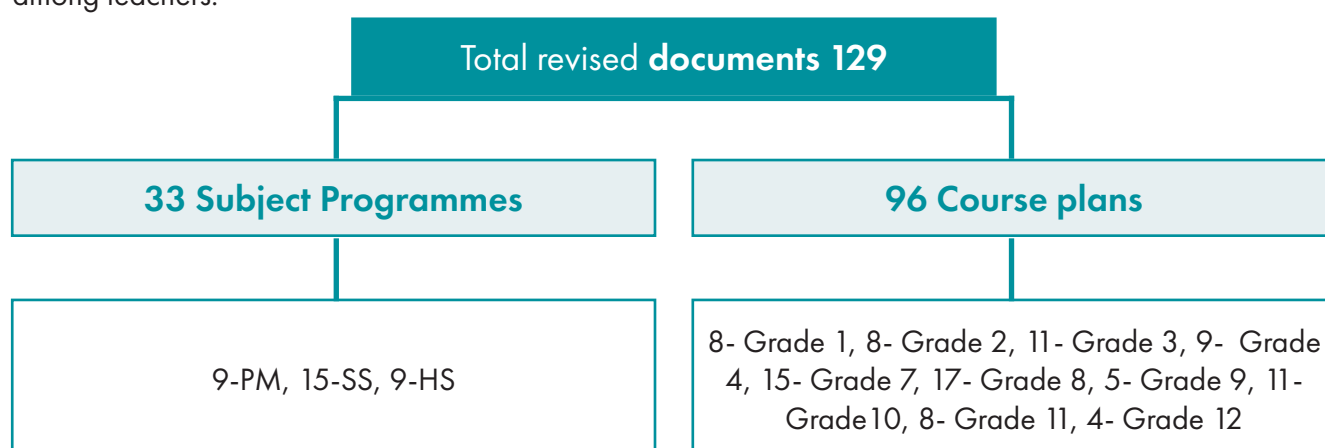 among teachers.
Total revised documents 129
33 Subject Programmes
96 Course plans
9-PM, 15-SS, 9-HS
8- Grade 1, 8- Grade 2, 11- Grade 3, 9- Grade
4, 15- Grade 7, 17- Grade 8, 5- Grade 9, 11-
Grade10, 8- Grade 11, 4- Grade 12